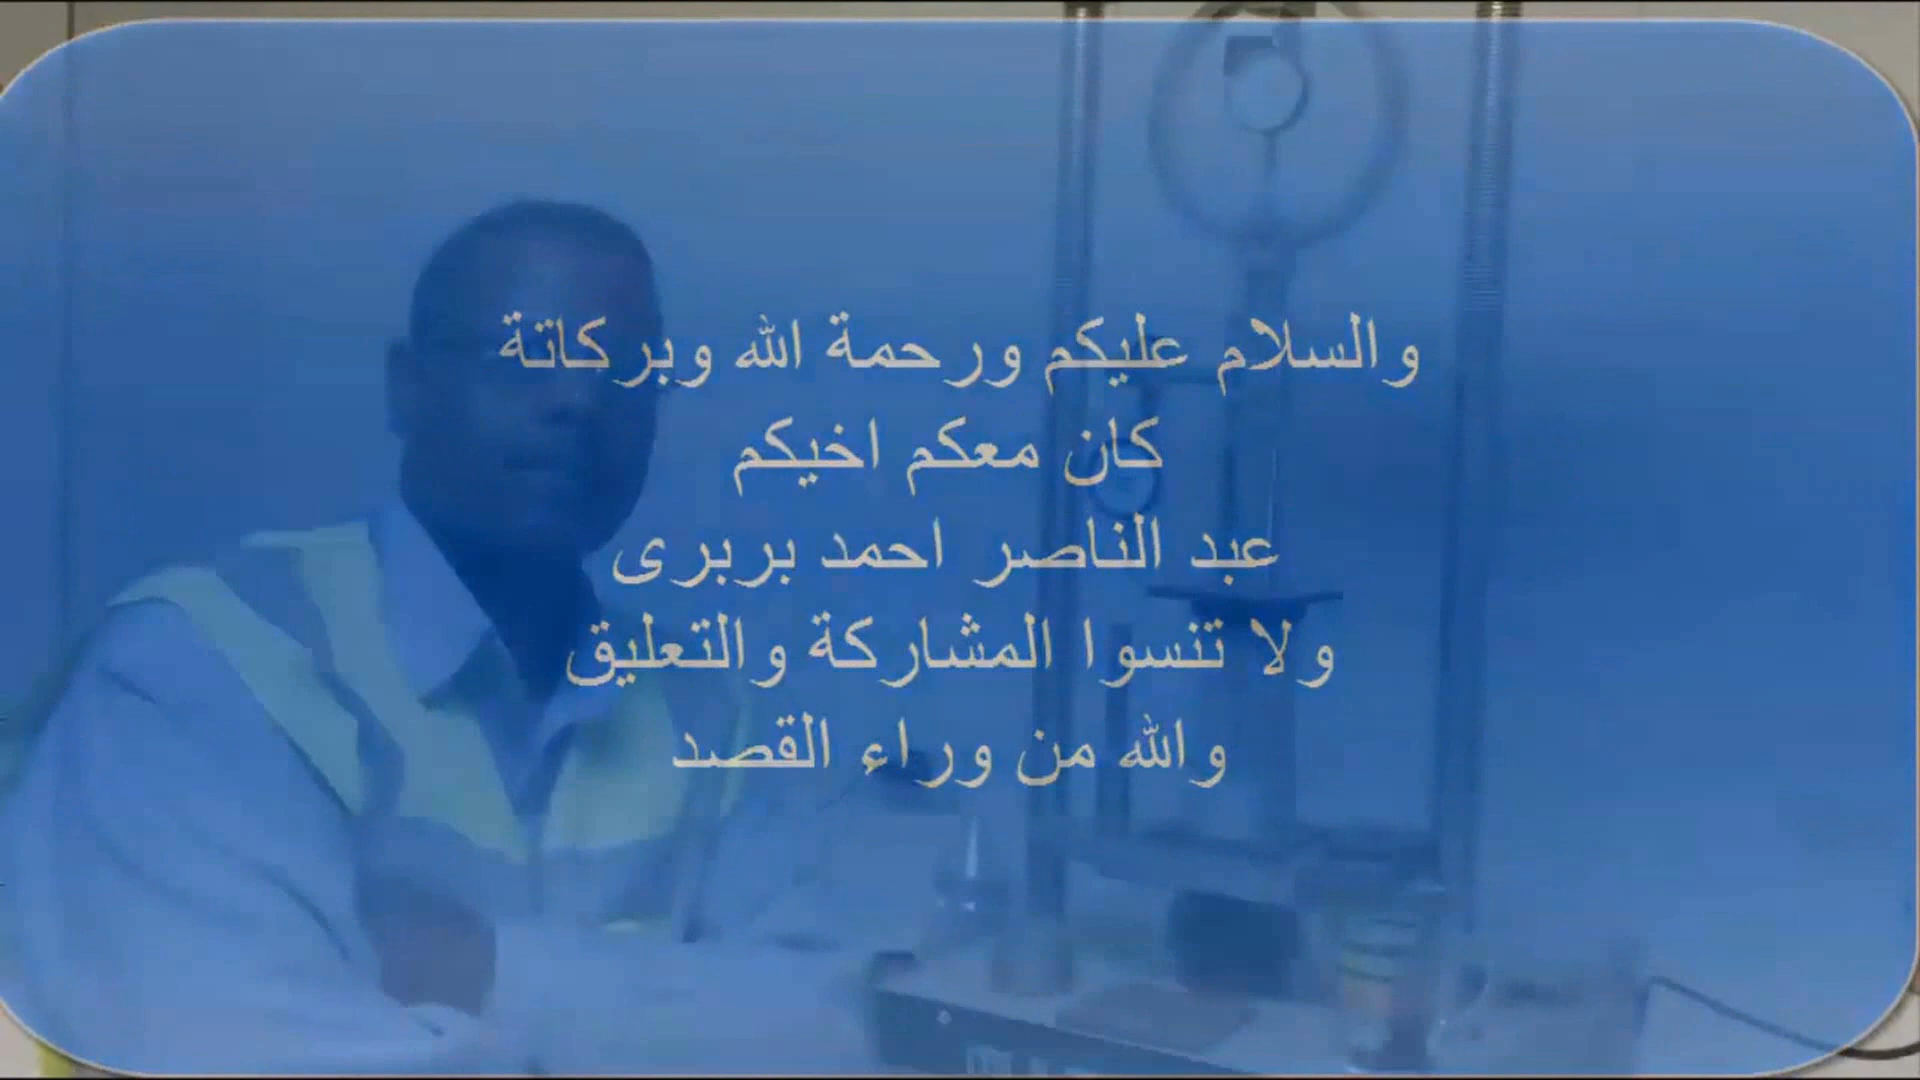 والسلام عليكم ورحمة الله وبركاتة
كان معكم اخيكم
عبد الناصر احمد بربرى
ولا تنسوا المشاركة والتعليق
والله من وراء القصد